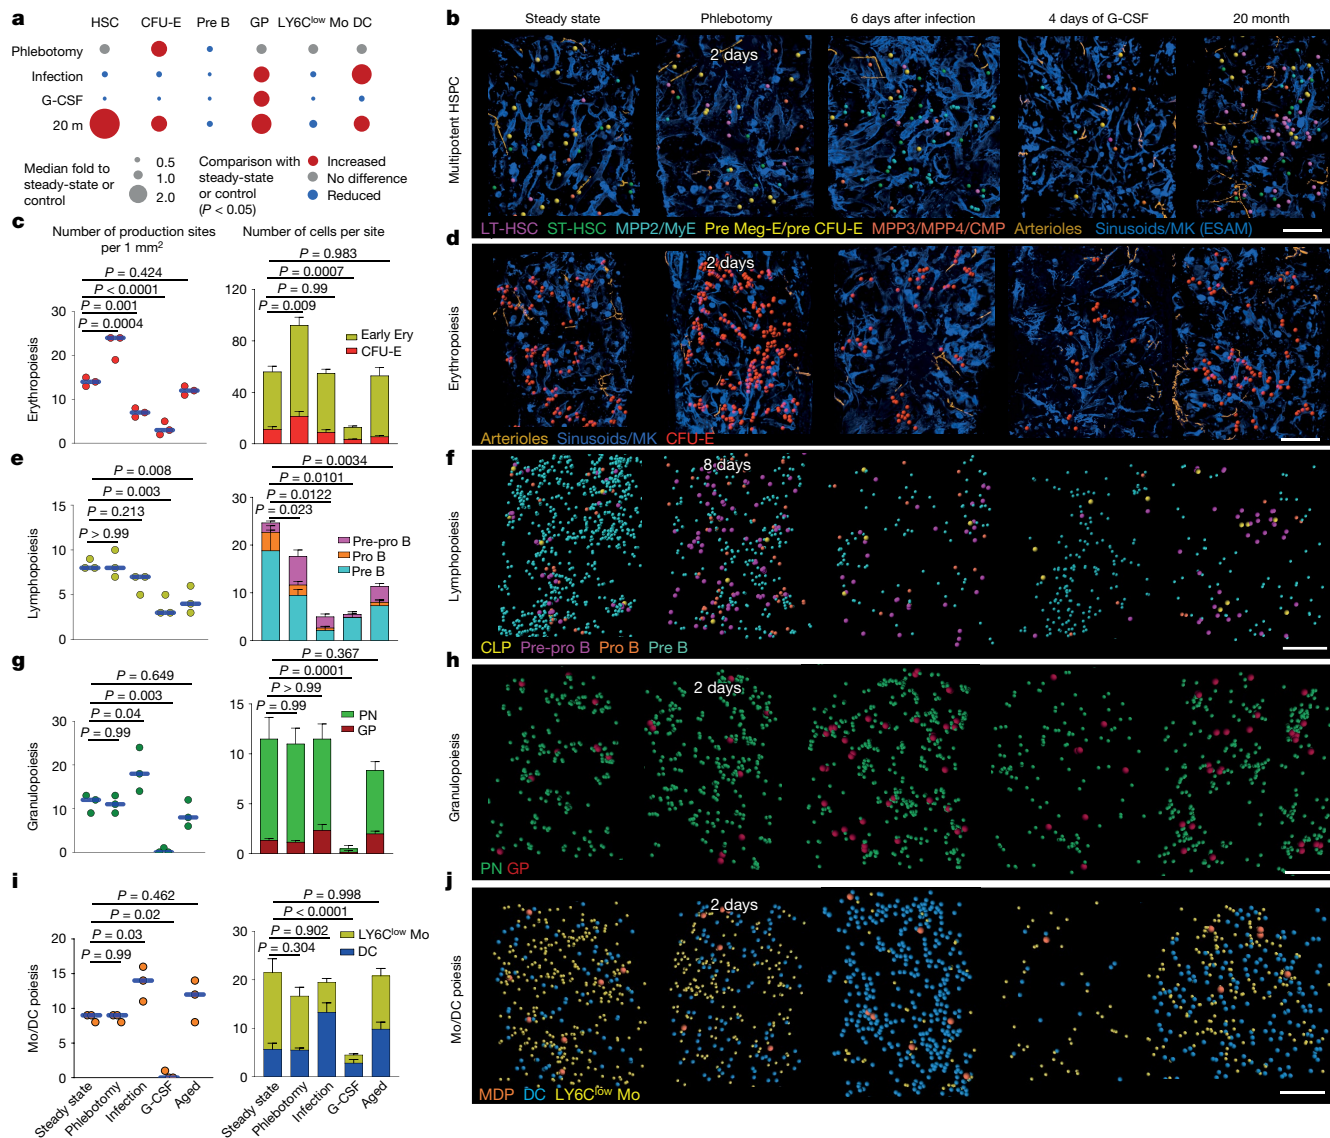 a
HSC CFU-E Pre B GP LY6Clow Mo DC
Phlebotomy
Infection
G-CSF
20 m
Median fold to
steady-state or
control
0.5
1.0
2.0
Comparison with
steady-state
or control
(P < 0.05)
Increased
No difference
Reduced
b
Steady state Phlebotomy 6 days after infection 4 days of G-CSF 20 month
2 days
Multipotent HSPC
LT-HSC ST-HSC MPP2/MyE Pre Meg-E/pre CFU-E MPP3/MPP4/CMP Arterioles Sinusoids/MK (ESAM)
c
Number of production sites
per 1 mm2
P = 0.424
P < 0.0001
P = 0.001
P = 0.0004
30
20
10
0
Erythropoiesis
Number of cells per site
P = 0.983
P = 0.0007
P = 0.99
P = 0.009
120
80
40
0
Early Ery
CFU-E
d
2 days
Erythropoiesis
Arterioles Sinusoids/MK CFU-E
e
P = 0.008
P = 0.003
P = 0.213
P > 0.99
15
10
5
0
Lymphopoiesis
P = 0.0034
P = 0.0101
P = 0.0122
P = 0.023
30
20
10
0
Pre-pro B
Pro B
Pre B
f
8 days
Lymphopoiesis
CLP Pre-pro B Pro B Pre B
g
P = 0.649
P = 0.003
P = 0.04
P = 0.99
30
20
10
0
Granulopoiesis
P = 0.367
P = 0.0001
P > 0.99
P = 0.99
15
10
5
0
PN
GP
h
2 days
Granulopoiesis
PN GP
i
P = 0.462
P = 0.02
P = 0.03
P = 0.99
20
15
10
5
0
Mo/DC poiesis
Steady state
Phlebotomy
Infection
G-CSF
Aged
P = 0.998
P < 0.0001
P = 0.902
P = 0.304
30
20
10
0
LY6Clow Mo
DC
Steady state
Phlebotomy
Infection
G-CSF
Aged
j
2 days
Mo/DC poiesis
MDP DC LY6Clow Mo